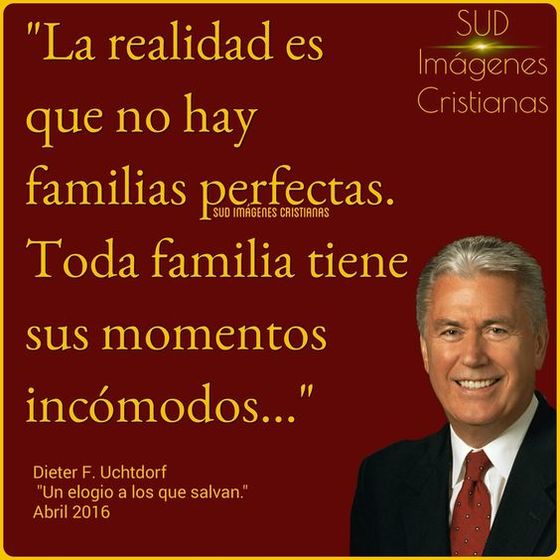 "La realidad es
que no hay
familias perfectas.
Toda familia tiene
sus momentos
incómodos..."
SUD
Imágenes
Cristianas
SUD IMÁGENES CRISTIANAS
Dieter F. Uchtdorf
"Un elogio a los que salvan."
Abril 2016